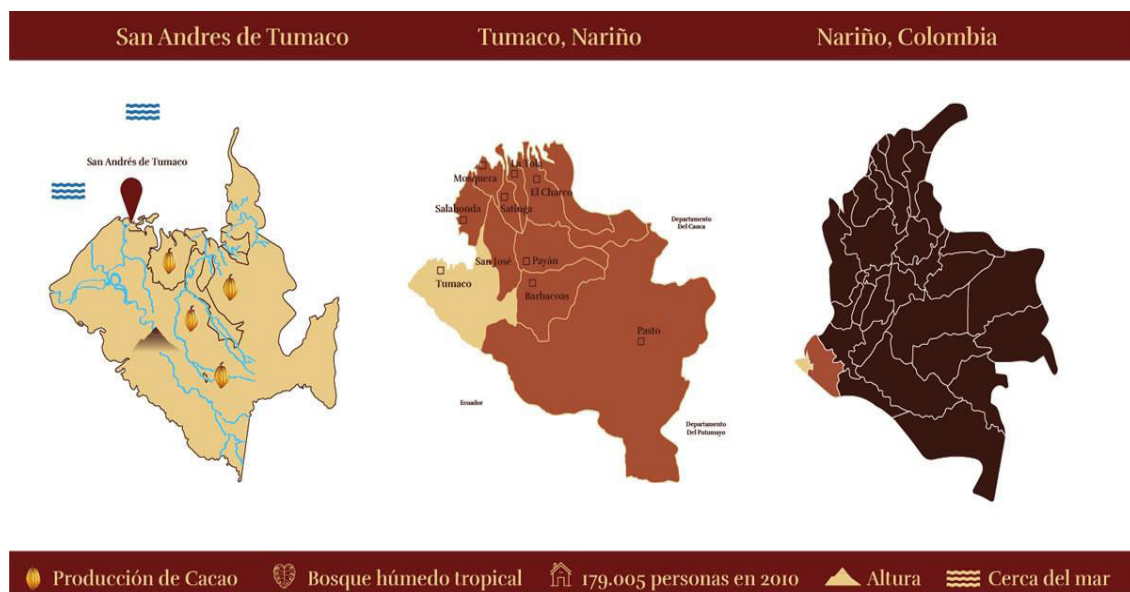 San Andres de Tumaco
Tumaco, Nariño
Nariño, Colombia
San Andrés de Tumaco
La Tola
Mosquera
El Charco
Satinga
Salahonda
Departamento
Del Cauca
San José
Payán
Tumaco
Barbacoas
Pasto
Ecuador
Departamento
Del Putumayo
Producción de Cacao
Bosque húmedo tropical
179.005 personas en 2010
Altura
Cerca del mar